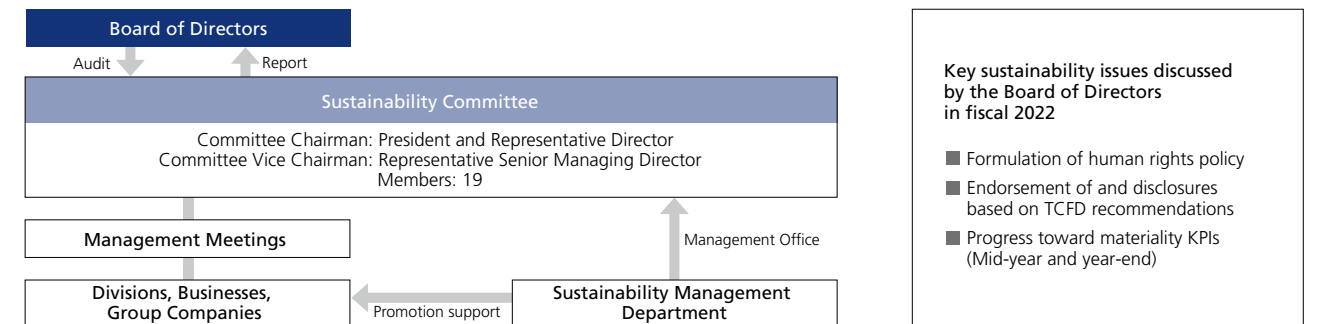 Board of Directors
Audit
Report
Sustainability Committee
Committee Chairman: President and Representative Director
Committee Vice Chairman: Representative Senior Managing Director
Members: 19
Management Meetings
Management Office
Divisions, Businesses,
Group Companies
Promotion support
Sustainability Management
Department
Key sustainability issues discussed
by the Board of Directors
in fiscal 2022
Formulation of human rights policy
Endorsement of and disclosures
based on TCFD recommendations
Progress toward materiality KPIs
(Mid-year and year-end)